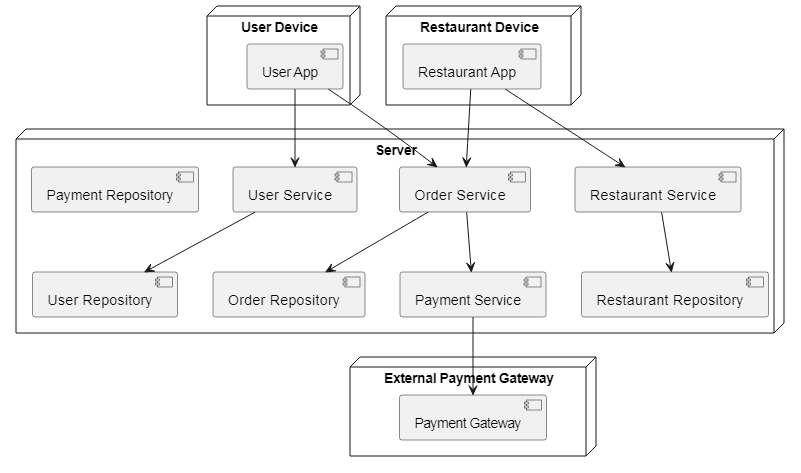 User Device
Restaurant Device
User App
Restaurant App
Server
Payment Repository
User Service
Order Service
Restaurant Service
User Repository
Order Repository
Payment Service
Restaurant Repository
External Payment Gateway
Payment Gateway